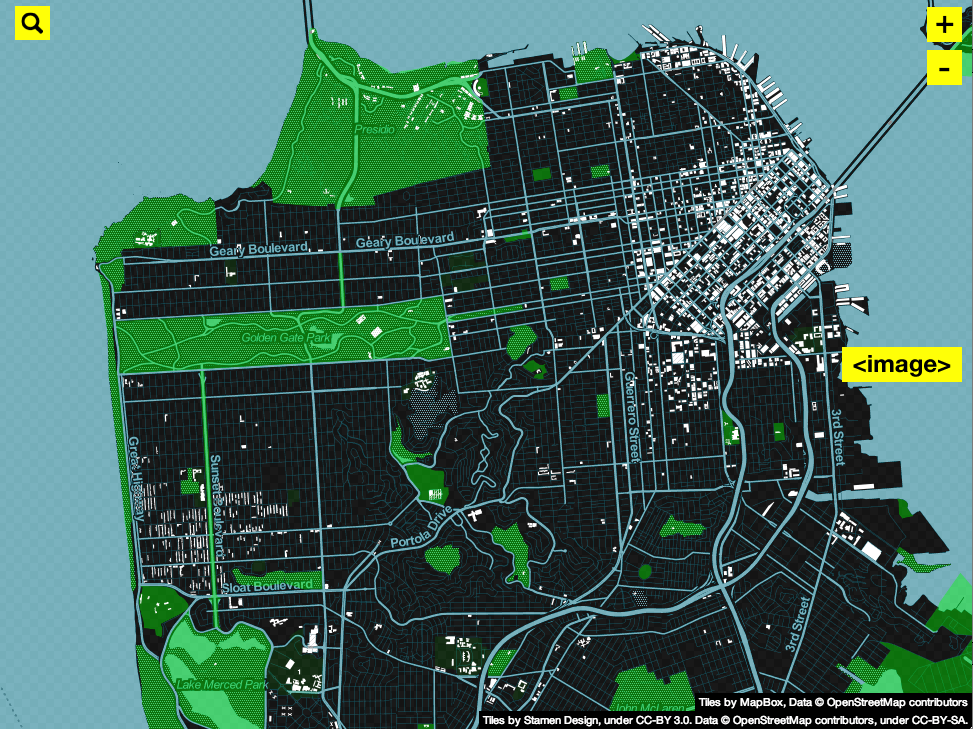 +
-
Presidio
Geary Boulevard
Geary Boulevard
Golden Gate Park
<image>
Guerrero Street
3rd Street
Great Highway
Sunset Boulevard
Portola Drive
Sloat Boulevard
3rd Street
Lake Merced Park
John McLaren
Tiles by MapBox, Data © OpenStreetMap contributors
Tiles by Stamen Design, under CC-BY 3.0. Data © OpenStreetMap contributors, under CC-BY-SA.